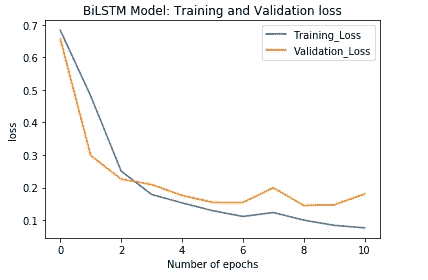 BiLSTM Model: Training and Validation loss
Training_Loss
Validation_Loss
0.7
0.6
0.5
0.4
0.3
0.2
0.1
loss
0 2 4 6 8 10
Number of epochs